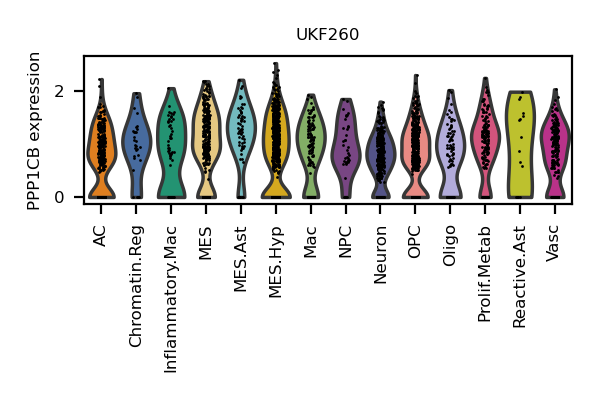 UKF260
PPP1CB expression
2
0
AC
Chromatin.Reg
Inflammatory.Mac
MES
MES.Ast
MES.Hyp
Mac
NPC
Neuron
OPC
Oligo
Prolif.Metab
Reactive.Ast
Vasc